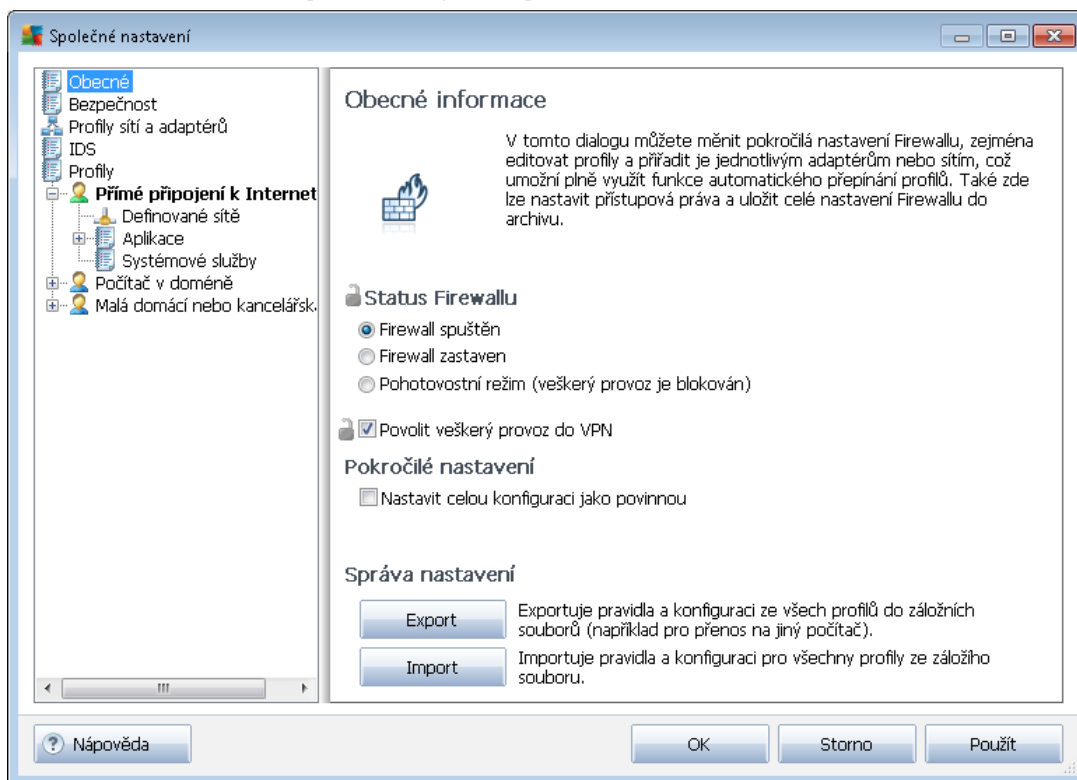 Společné nastavení
Obecné
Bezpečnost
Profily sítí a adaptérů
IDS
Profily
Přímé připojení k Internet
Definované sítě
Aplikace
Systémové služby
Počítač v doméně
Malá domácí nebo kancelářsk
Obecné informace
V tomto dialogu můžete měnit pokročilá nastavení Firewallu, zejména
editovat profily a přiřadit je jednotlivým adaptérům nebo sítím, což
umožní plně využít funkce automatického přepínání profilů. Také zde
lze nastavit přístupová práva a uložit celé nastavení Firewallu do
archivu.
Status Firewallu
Firewall spuštěn
Firewall zastaven
Pohotovostní režim (veškerý provoz je blokován)
Povolit veškerý provoz do VPN
Pokročilé nastavení
Nastavit celou konfiguraci jako povinnou
Správa nastavení
Export
Exportuje pravidla a konfiguraci ze všech profilů do záložních
souborů (například pro přenos na jiný počítač).
Import
Importuje pravidla a konfiguraci pro všechny profily ze záložího
souboru.
Nápověda
OK
Storno
Použít